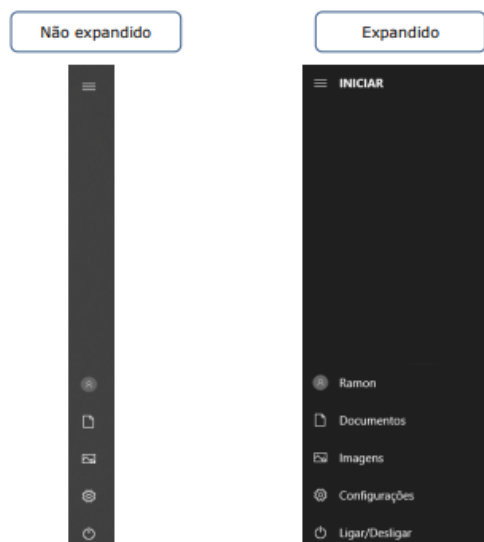 Não expandido
Expandido
INICIAR
Ramon
Documentos
Imagens
Configurações
Ligar/Desligar